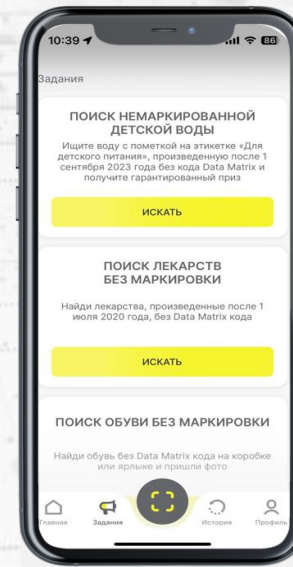 10:39
86
Задания
ПОИСК НЕМАРКИРОВАННОЙ
ДЕТСКОЙ ВОДЫ
Ищите воду с пометкой на этикетке «Для
детского питания», произведенную после 1
сентября 2023 года без кода Data Matrix и
получите гарантированный приз
ИСКАТЬ
ПОИСК ЛЕКАРСТВ
БЕЗ МАРКИРОВКИ
Найди лекарства, произведенные после 1
июля 2020 года, без Data Matrix кода
ИСКАТЬ
ПОИСК ОБУВИ БЕЗ МАРКИРОВКИ
Найди обувь без Data Matrix кода на коробке
или ярлыке и пришли фото
Главная
Задания
История
Профиль